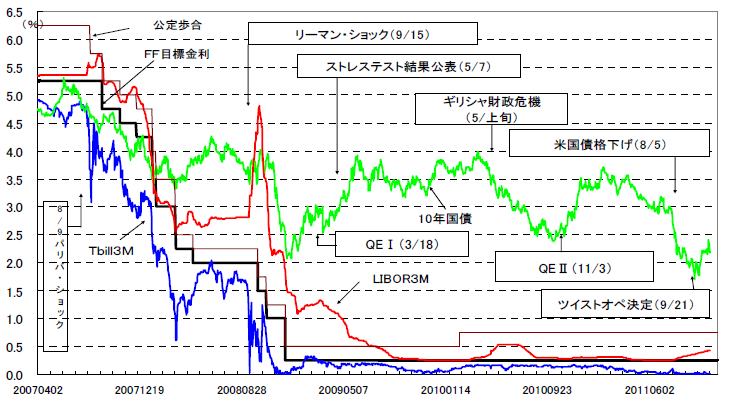 6.5
(%)
6.0
5.5
5.0
4.5
4.0
3.5
3.0
2.5
2.0
1.5
1.0
0.5
0.0
公定歩合
FF目標金利
リーマン・ショック(9/15)
ストレステスト結果公表(5/7)
ギリシャ財政危機
(5/上旬)
米国債格下げ(8/5)
8/9パリバ・ショック
Tbill3M
QEⅠ(3/18)
10年国債
LIBOR3M
QEⅡ(11/3)
ツイストオペ決定(9/21)
20070402
20071219
20080828
20090507
20100114
20100923
20110602